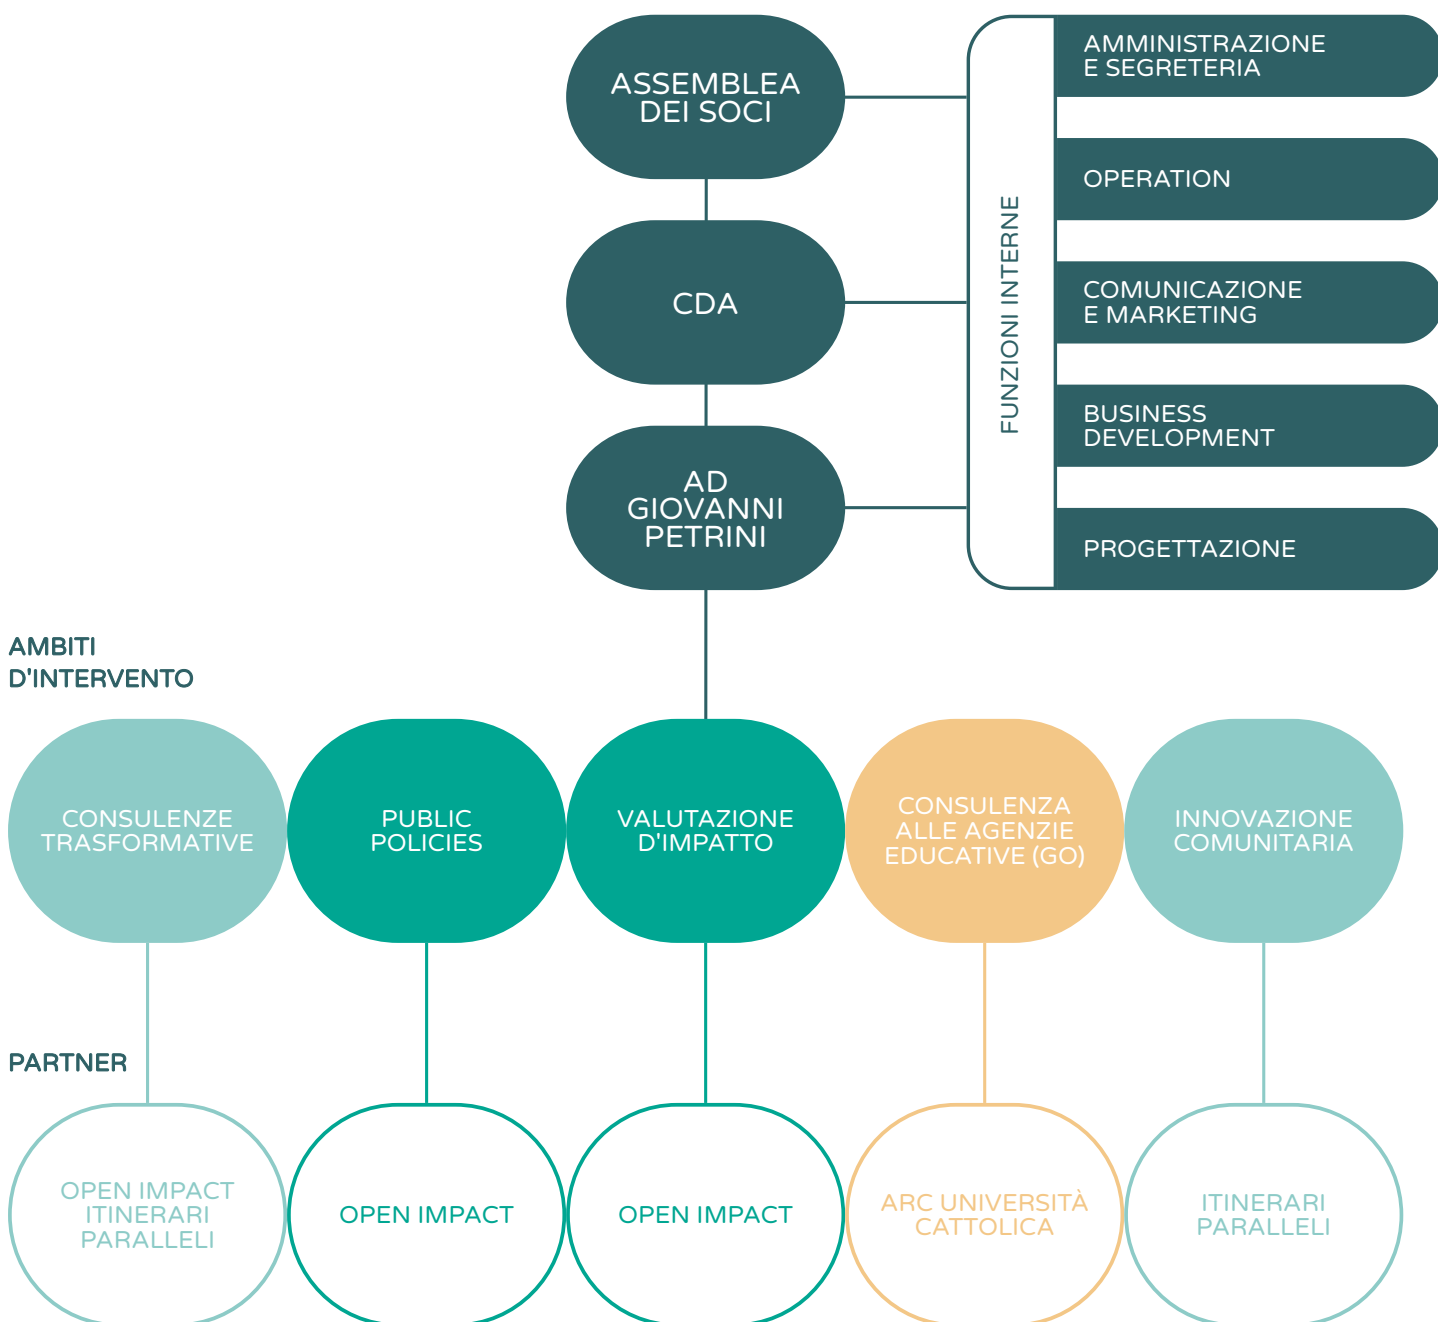 ASSEMBLEA
DEI SOCI
CDA
AD
GIOVANNI
PETRINI
FUNZIONI INTERNE
AMMINISTRAZIONE
E SEGRETERIA
OPERATION
COMUNICAZIONE
E MARKETING
BUSINESS
DEVELOPMENT
PROGETTAZIONE
AMBITI
D'INTERVENTO
CONSULENZE
TRASFORMATIVE
PUBLIC
POLICIES
VALUTAZIONE
D'IMPATTO
CONSULENZA
ALLE AGENZIE
EDUCATIVE (GO)
INNOVAZIONE
COMUNITARIA
PARTNER
OPEN IMPACT
ITINERARI
PARALLELI
OPEN IMPACT
OPEN IMPACT
ARC UNIVERSITÀ
CATTOLICA
ITINERARI
PARALLELI